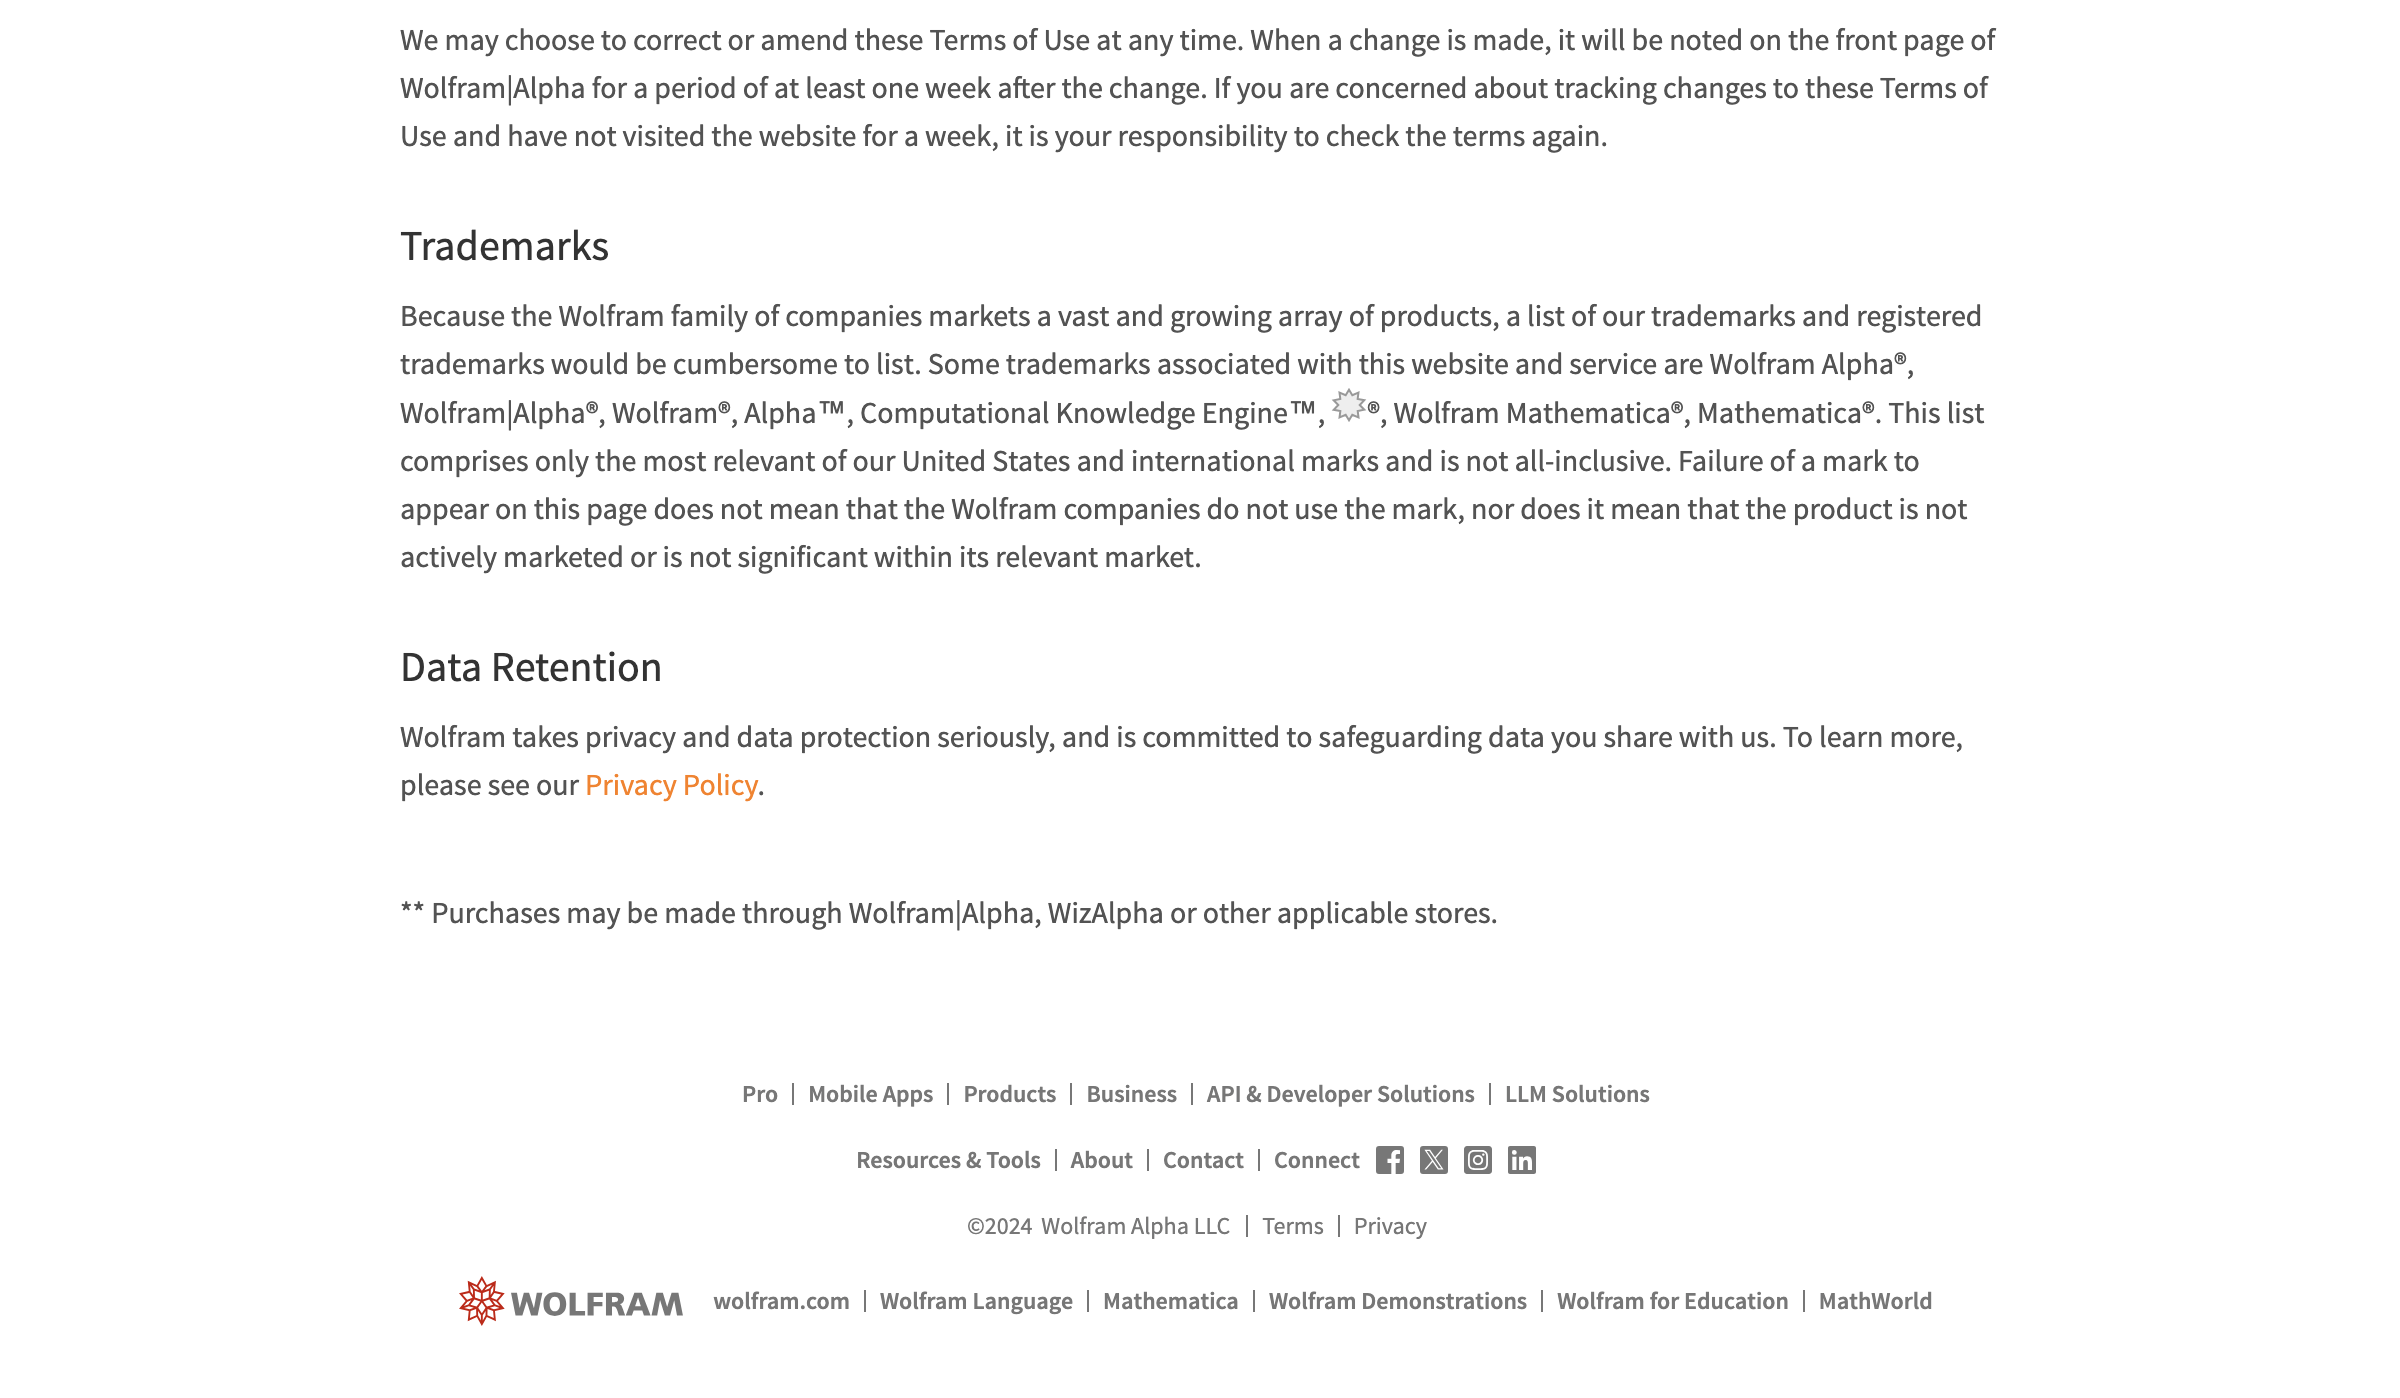 We may choose to correct or amend these Terms of Use at any time. When a change is made, it will be noted on the front page of
Wolfram|Alpha for a period of at least one week after the change. If you are concerned about tracking changes to these Terms of
Use and have not visited the website for a week, it is your responsibility to check the terms again.
Trademarks
Because the Wolfram family of companies markets a vast and growing array of products, a list of our trademarks and registered
trademarks would be cumbersome to list. Some trademarks associated with this website and service are Wolfram Alpha®,
Wolfram|Alpha®, Wolfram®, Alpha™, Computational Knowledge Engine™, ®, Wolfram Mathematica®, Mathematica®. This list
comprises only the most relevant of our United States and international marks and is not all-inclusive. Failure of a mark to
appear on this page does not mean that the Wolfram companies do not use the mark, nor does it mean that the product is not
actively marketed or is not significant within its relevant market.
Data Retention
Wolfram takes privacy and data protection seriously, and is committed to safeguarding data you share with us. To learn more,
please see our Privacy Policy.
** Purchases may be made through Wolfram|Alpha, WizAlpha or other applicable stores.
Pro | Mobile Apps | Products | Business | API & Developer Solutions | LLM Solutions
Resources & Tools | About | Contact | Connect
©2024 Wolfram Alpha LLC | Terms | Privacy
WOLFRAM wolfram.com | Wolfram Language | Mathematica | Wolfram Demonstrations | Wolfram for Education | MathWorld